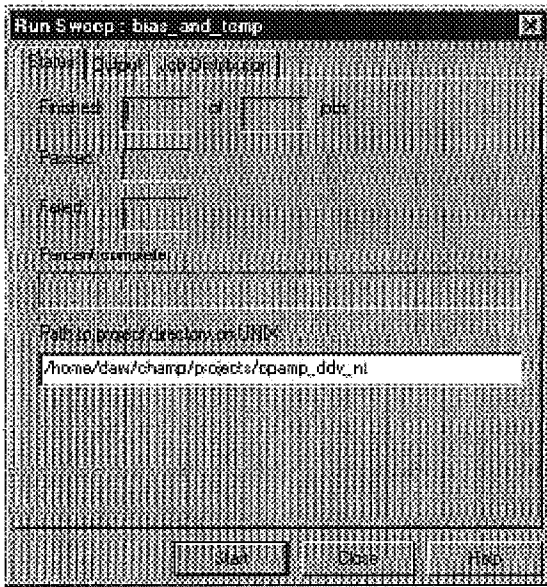 Run Sweep : bias_and_temp
Status Output Job Distribution
Finished of jobs
Passed
Failed
Percent complete
Path to project directory on UNIX:
/home/daw/champ/projects/opamp_ddv_nt
Start Close Help